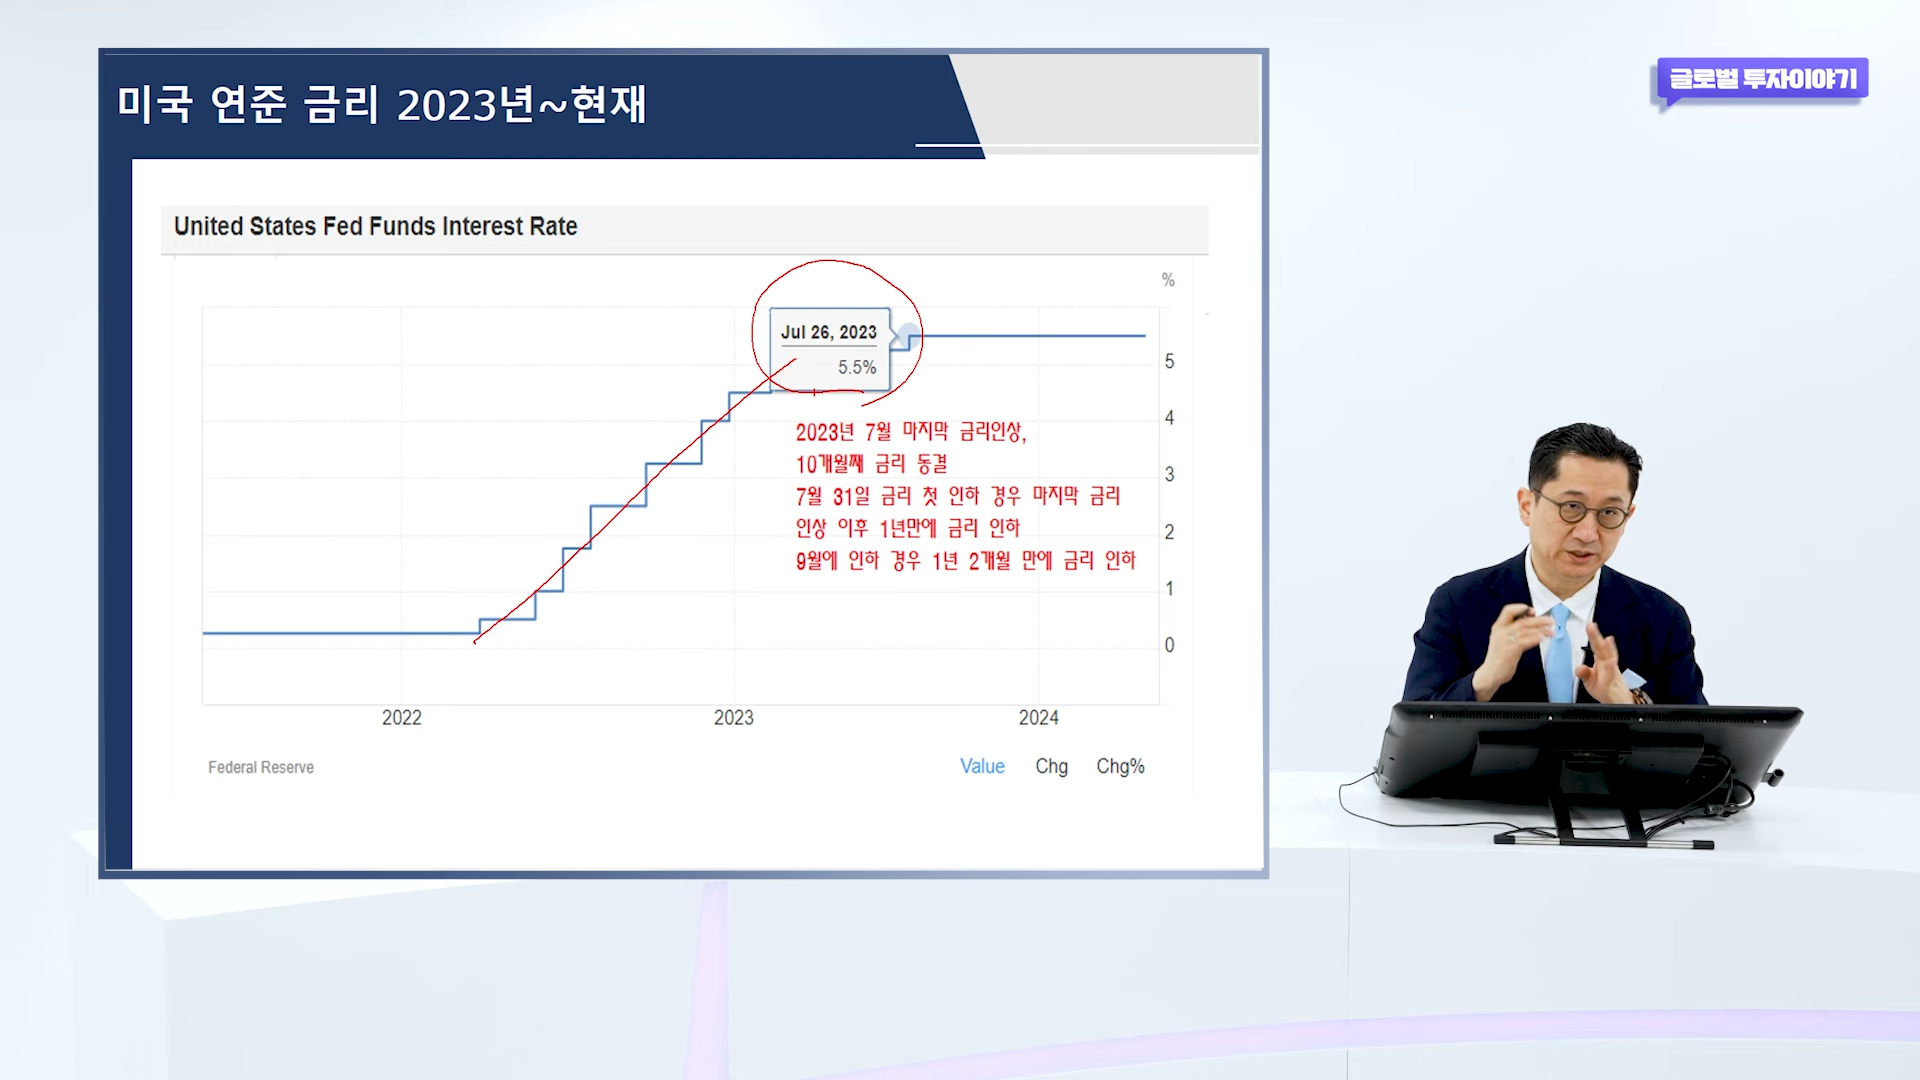 미국 연준 금리 2023년~현재
글로벌 투자이야기
United States Fed Funds Interest Rate
%
Jul 26, 2023
5.5%
5
4
3
2
1
0
2023년 7월 마지막 금리인상,
10개월째 금리 동결
7월 31일 금리 첫 인하 경우 마지막 금리
인상 이후 1년만에 금리 인하
9월에 인하 경우 1년 2개월 만에 금리 인하
2022 2023 2024
Federal Reserve
Value Chg Chg%